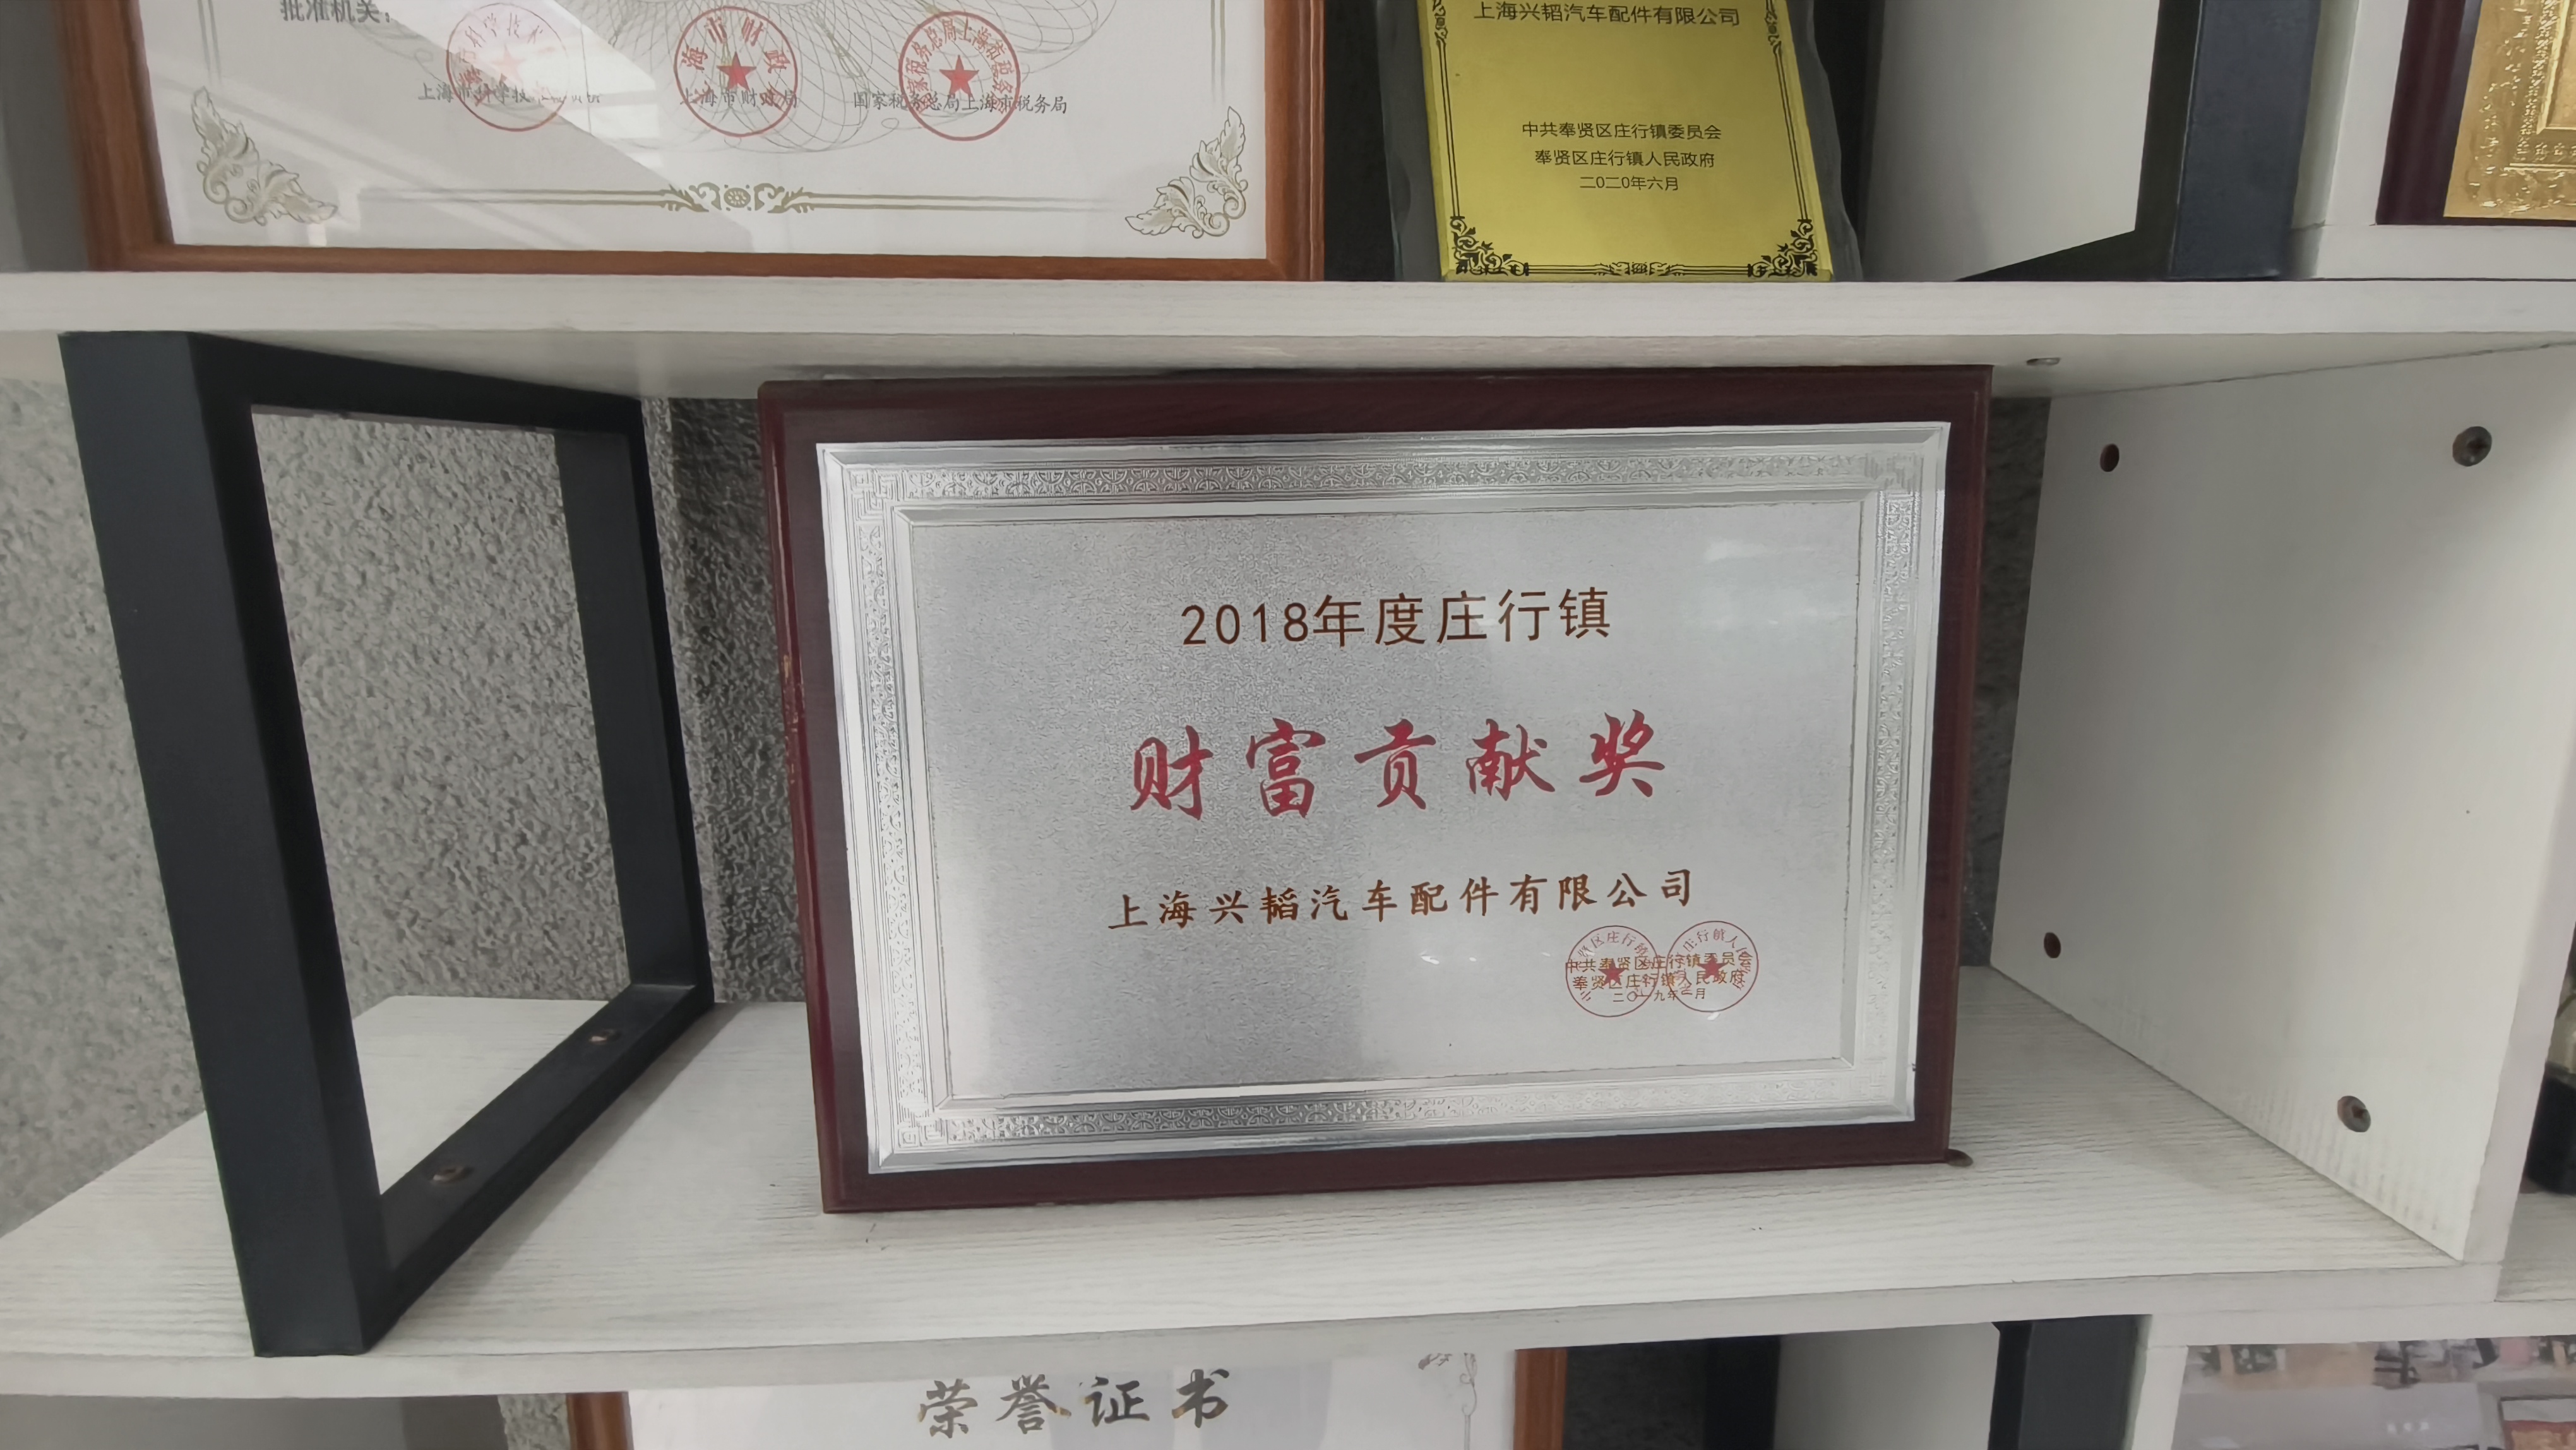 批准机关：
上海市财政局
国家税务总局上海市税务局
上海兴韬汽车配件有限公司
中共奉贤区庄行镇委员会
奉贤区庄行镇人民政府
二〇二〇年六月
2018年度庄行镇
财富贡献奖
上海兴韬汽车配件有限公司
中共奉贤区庄行镇委员会
奉贤区庄行镇人民政府
荣誉证书